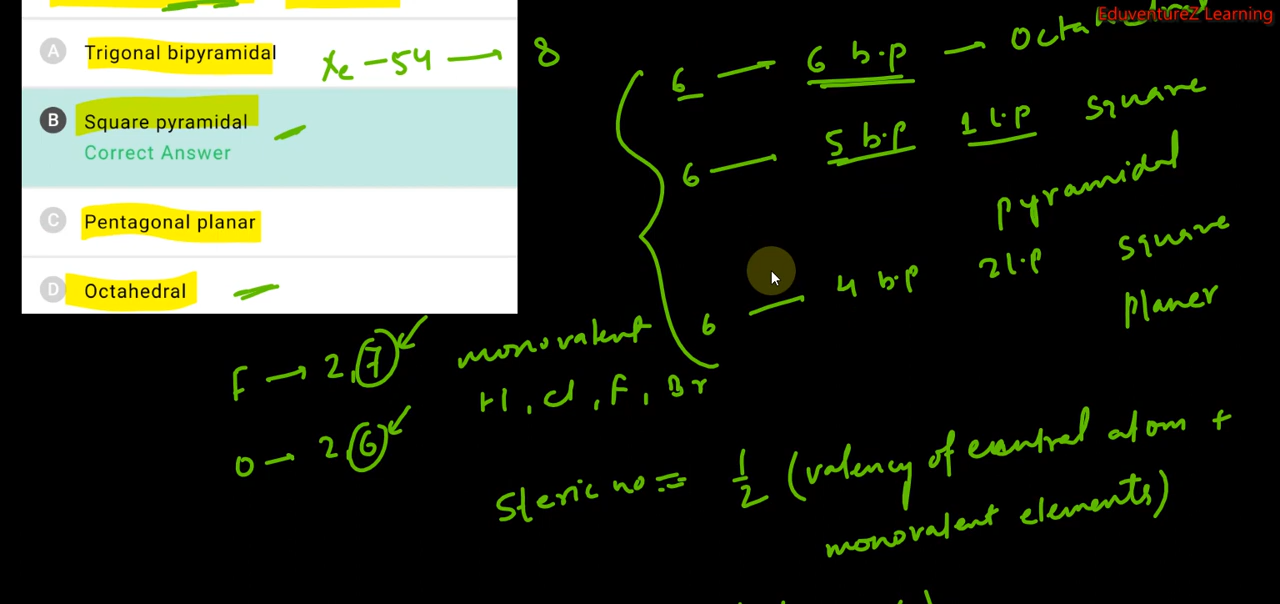 EduventureZ Learning
A Trigonal bipyramidal
B Square pyramidal
Correct Answer
C Pentagonal planar
D Octahedral
Xe - 54 → 8
6 → 6 b.p →
6 — 5 b.p 1 l.p Square
pyramidal
6 — 4 b.p 2 l.p square
planer
F → 2,7
O → 2,6
monovalent
H, Cl, F, Br
Steric no = 1/2 (valency of central atom +
monovalent elements)